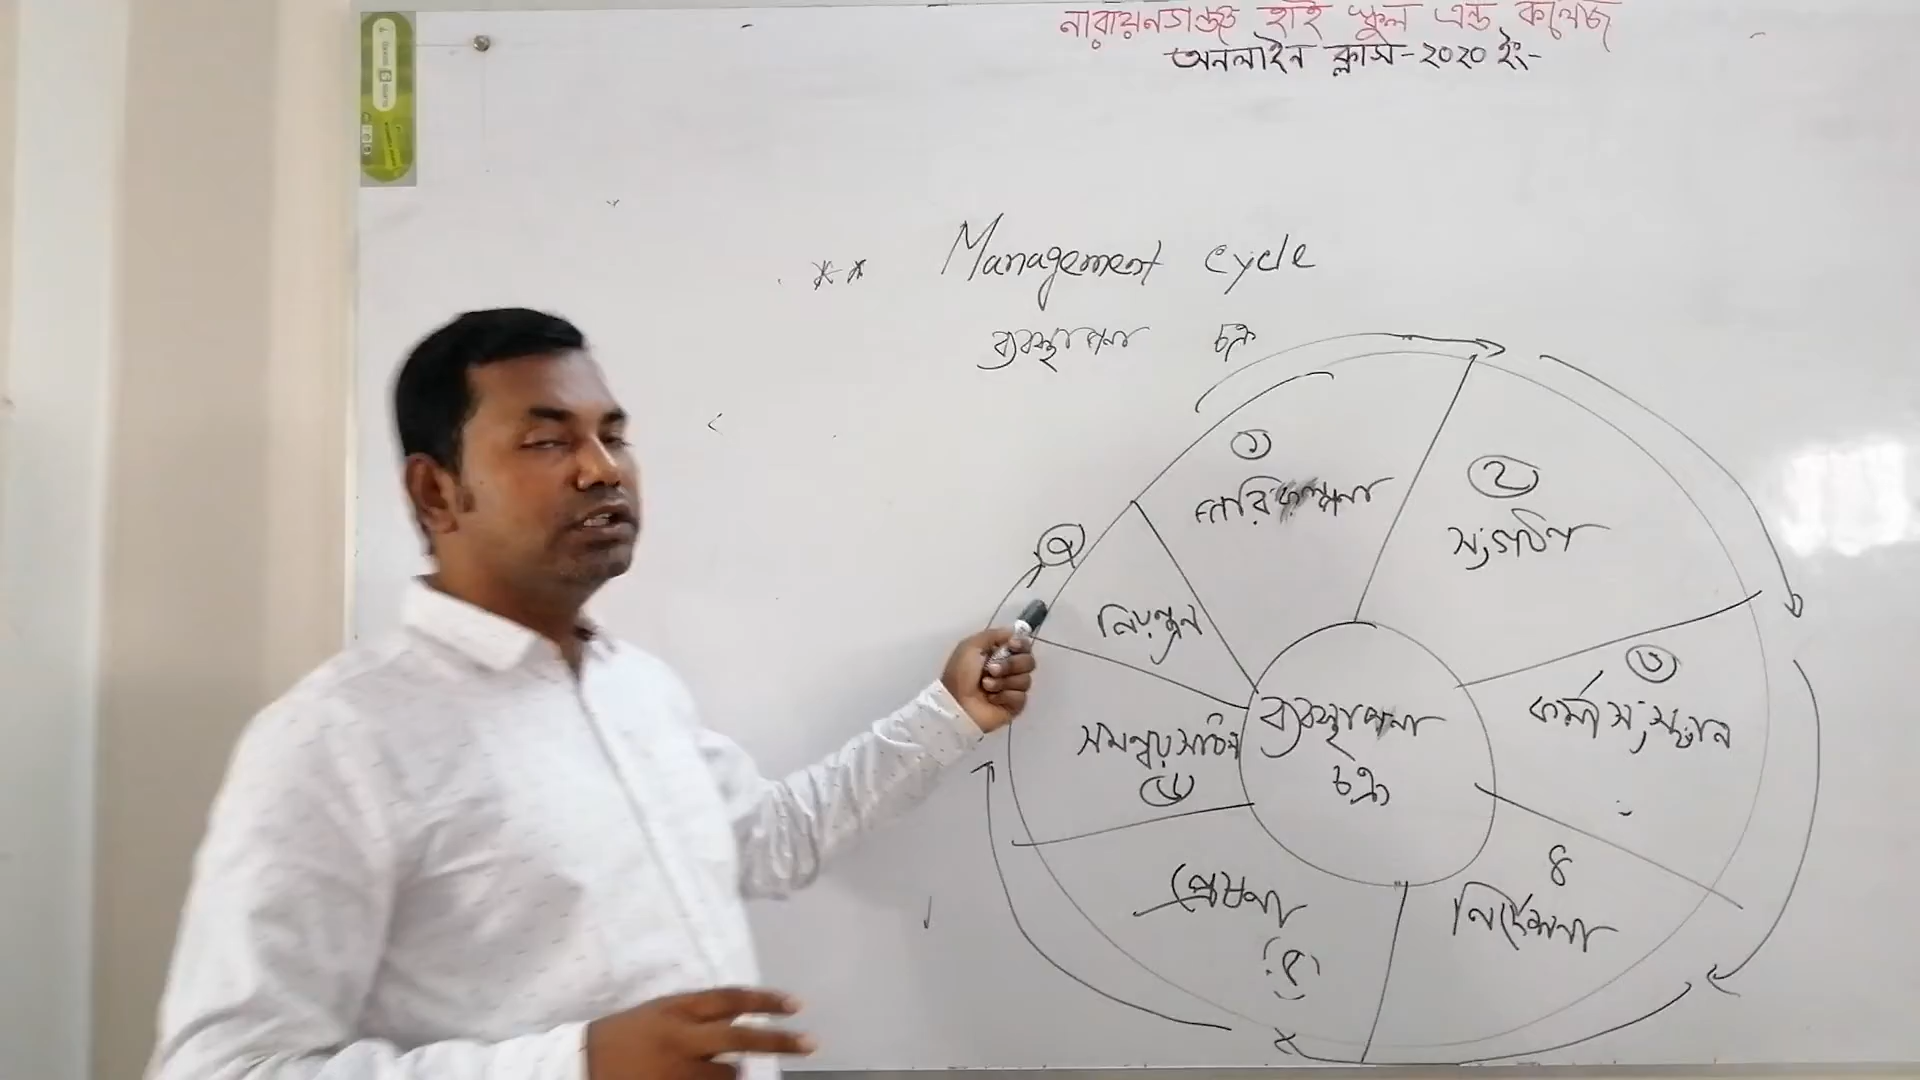 নারায়নগঞ্জ হাই স্কুল এন্ড কলেজ
অনলাইন ক্লাস-২০২০ ইং-
** Management cycle
ব্যবস্থাপনা চক্র
১
পরিকল্পনা
২
সংগঠন
৩
কর্মীসংস্থান
৪
নির্দেশনা
প্রেষণা
৫
সমন্বয়সাধন
৬
নিয়ন্ত্রন
৭
ব্যবস্থাপনা
চক্র